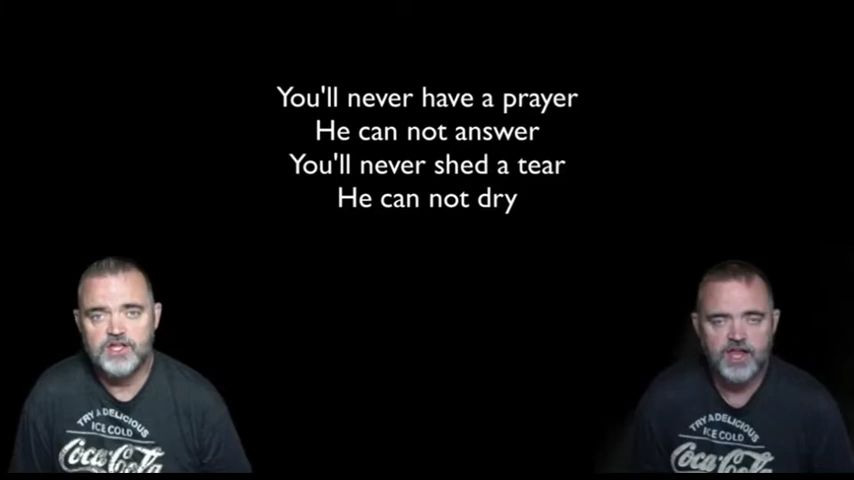 You'll never have a prayer
He can not answer
You'll never shed a tear
He can not dry
TRY A DELICIOUS
ICE COLD
Coca-Cola
TRY A DELICIOUS
ICE COLD
Coca-Cola